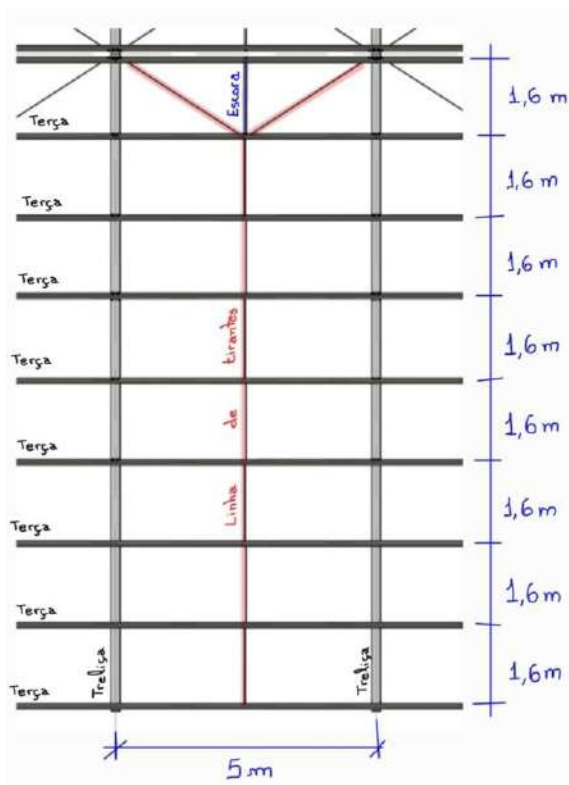 Escora
1,6 m
Terça
1,6 m
Terça
1,6 m
Terça
tirantes
1,6 m
Terça
de
1,6 m
Terça
Linha
1,6 m
Terça
1,6 m
Terça
Treliça
Treliça
1,6 m
Terça
5 m